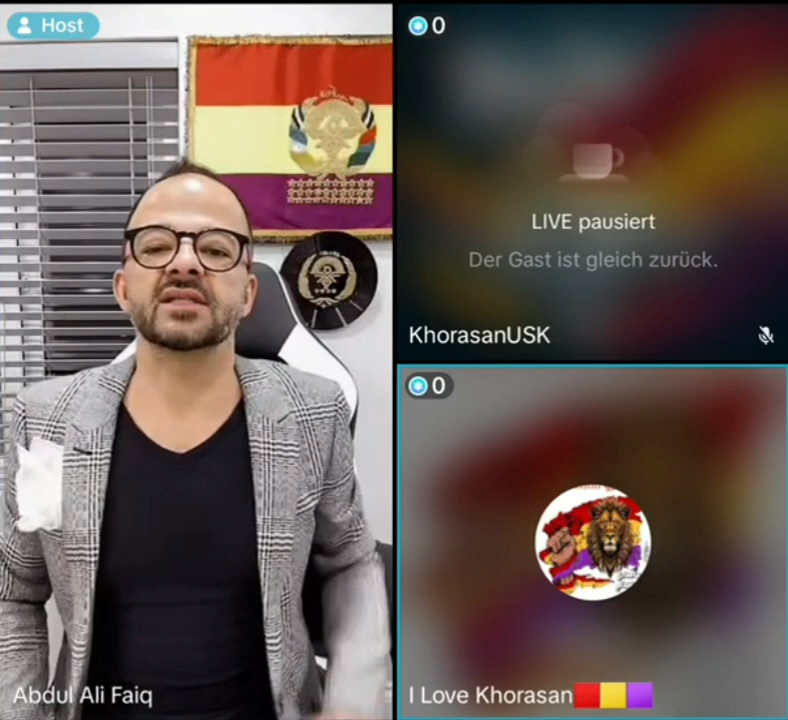 Host
Abdul Ali Faiq
0
LIVE pausiert
Der Gast ist gleich zurück.
KhorasanUSK
0
I Love Khorasan🟥🟨🟪